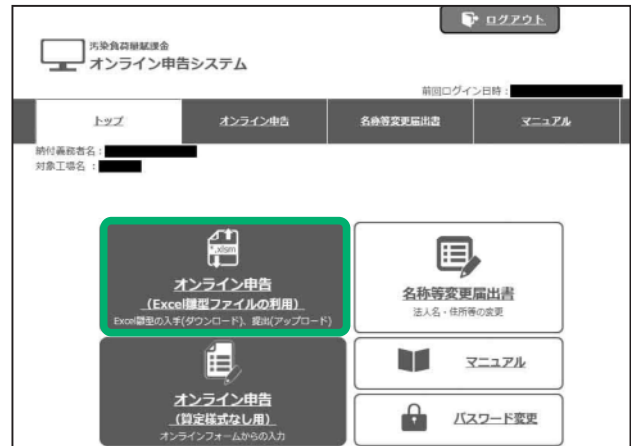 ログアウト
汚染負荷量賦課金
オンライン申告システム
前回ログイン日時：
トップ
オンライン申告
名称等変更届出書
マニュアル
納付義務者名：
対象工場名 ：
*.xlsm
オンライン申告
(Excel雛型ファイルの利用)
Excel雛型の入手(ダウンロード)、提出(アップロード)
名称等変更届出書
法人名・住所等の変更
オンライン申告
(算定様式なし用)
オンラインフォームからの入力
マニュアル
パスワード変更